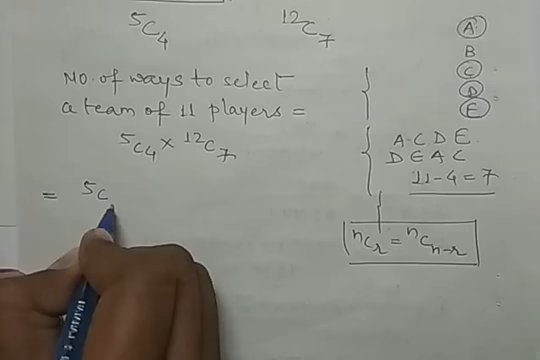 ⁵C₄ ¹²C₇
No. of ways to select
a team of 11 players =
⁵C₄ × ¹²C₇
= ⁵C
A
B
C
D
E
A C D E
D E A C
11-4=7
ⁿCᵣ = ⁿCₙ₋ᵣ